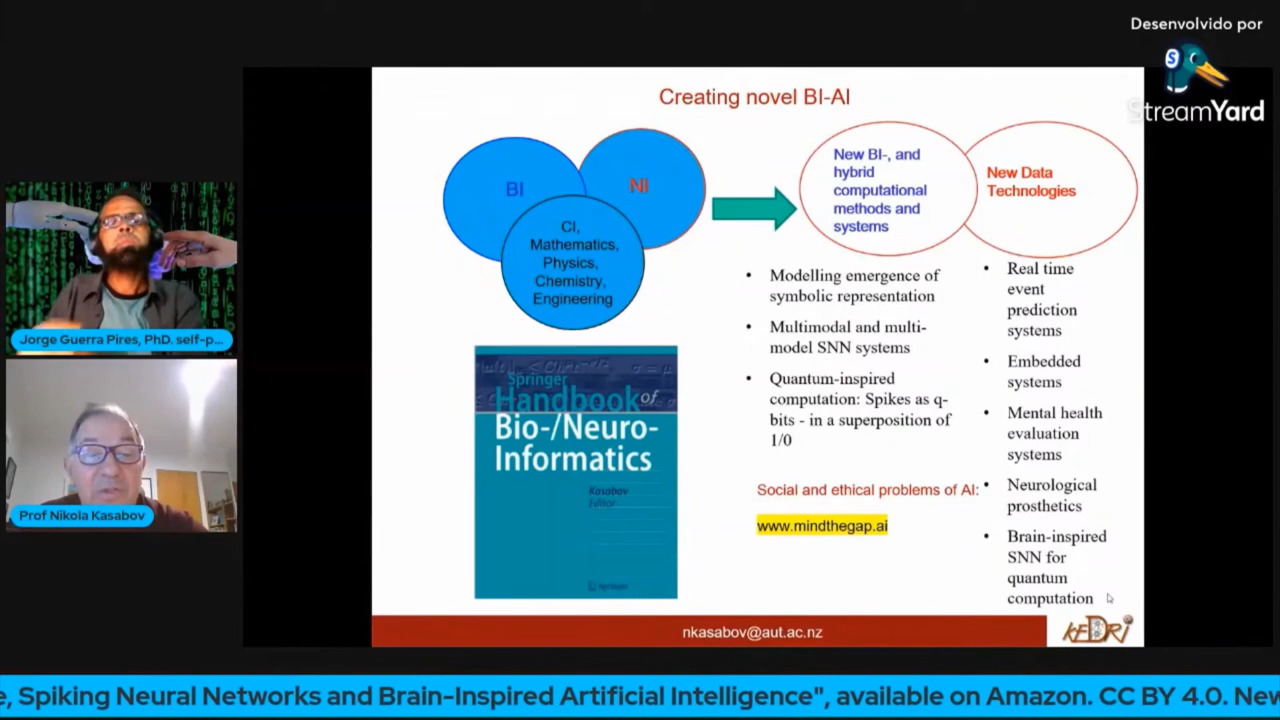 Desenvolvido por
StreamYard
Creating novel BI-AI
BI
NI
CI,
Mathematics,
Physics,
Chemistry,
Engineering
New BI-, and
hybrid
computational
methods and
systems
New Data
Technologies
• Modelling emergence of
symbolic representation
• Multimodal and multi-
model SNN systems
• Quantum-inspired
computation: Spikes as q-
bits - in a superposition of
1/0
Social and ethical problems of AI:
www.mindthegap.ai
• Real time
event
prediction
systems
• Embedded
systems
• Mental health
evaluation
systems
• Neurological
prosthetics
• Brain-inspired
SNN for
quantum
computation
Springer
Handbook of
Bio-/Neuro-
Informatics
Kasabov
Editor
Springer
nkasabov@aut.ac.nz
KEDRI
Jorge Guerra Pires, PhD. self-p...
Prof Nikola Kasabov
e, Spiking Neural Networks and Brain-Inspired Artificial Intelligence", available on Amazon. CC BY 4.0. New